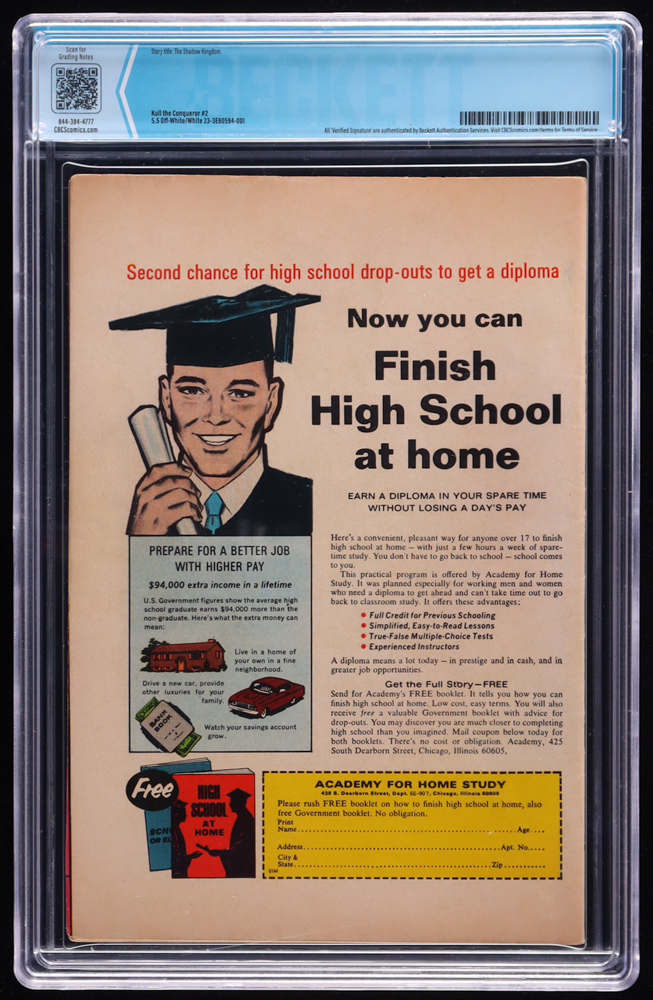 Scan for
Grading Notes
844-384-4777
CBCScomics.com
Story title: The Shadow Kingdom.
BECKETT
Kull the Conqueror #2
5.5 Off-White/White 23-3EB0594-001
All 'Verified Signature' are authenticated by Beckett Authentication Services. Visit CBCScomics.com/terms for Terms of Service.
Second chance for high school drop-outs to get a diploma
Now you can
Finish
High School
at home
EARN A DIPLOMA IN YOUR SPARE TIME
WITHOUT LOSING A DAY'S PAY
Here's a convenient, pleasant way for anyone over 17 to finish
high school at home – with just a few hours a week of spare-
time study. You don't have to go back to school – school comes
to you.
This practical program is offered by Academy for Home
Study. It was planned especially for working men and women
who need a diploma to get ahead and can't take time out to go
back to classroom study. It offers these advantages:
• Full Credit for Previous Schooling
• Simplified, Easy-to-Read Lessons
• True-False Multiple-Choice Tests
• Experienced Instructors
A diploma means a lot today – in prestige and in cash, and in
greater job opportunities.
Get the Full Story—FREE
Send for Academy's FREE booklet. It tells you how you can
finish high school at home. Low cost, easy terms. You will also
receive free a valuable Government booklet with advice for
drop-outs. You may discover you are much closer to completing
high school than you imagined. Mail coupon below today for
both booklets. There's no cost or obligation. Academy, 425
South Dearborn Street, Chicago, Illinois 60605.
PREPARE FOR A BETTER JOB
WITH HIGHER PAY
$94,000 extra income in a lifetime
U.S. Government figures show the average high
school graduate earns $94,000 more than the
non-graduate. Here's what the extra money can
mean:
Live in a home of
your own in a fine
neighborhood.
Drive a new car, provide
other luxuries for your
family.
BANK
BOOK
Watch your savings account
grow.
Free
HIGH
SCHOOL
AT
HOME
SCH
OR EL
ACADEMY FOR HOME STUDY
425 S. Dearborn Street, Dept. 66-907, Chicago, Illinois 60605
Please rush FREE booklet on how to finish high school at home, also
free Government booklet. No obligation.
Print
Name Age
Address Apt. No.
City &
State Zip
01M